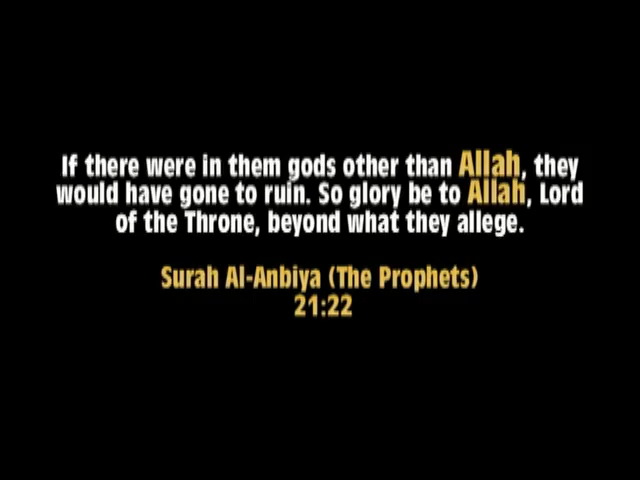 If there were in them gods other than Allah, they
would have gone to ruin. So glory be to Allah, Lord
of the Throne, beyond what they allege.
Surah Al-Anbiya (The Prophets)
21:22